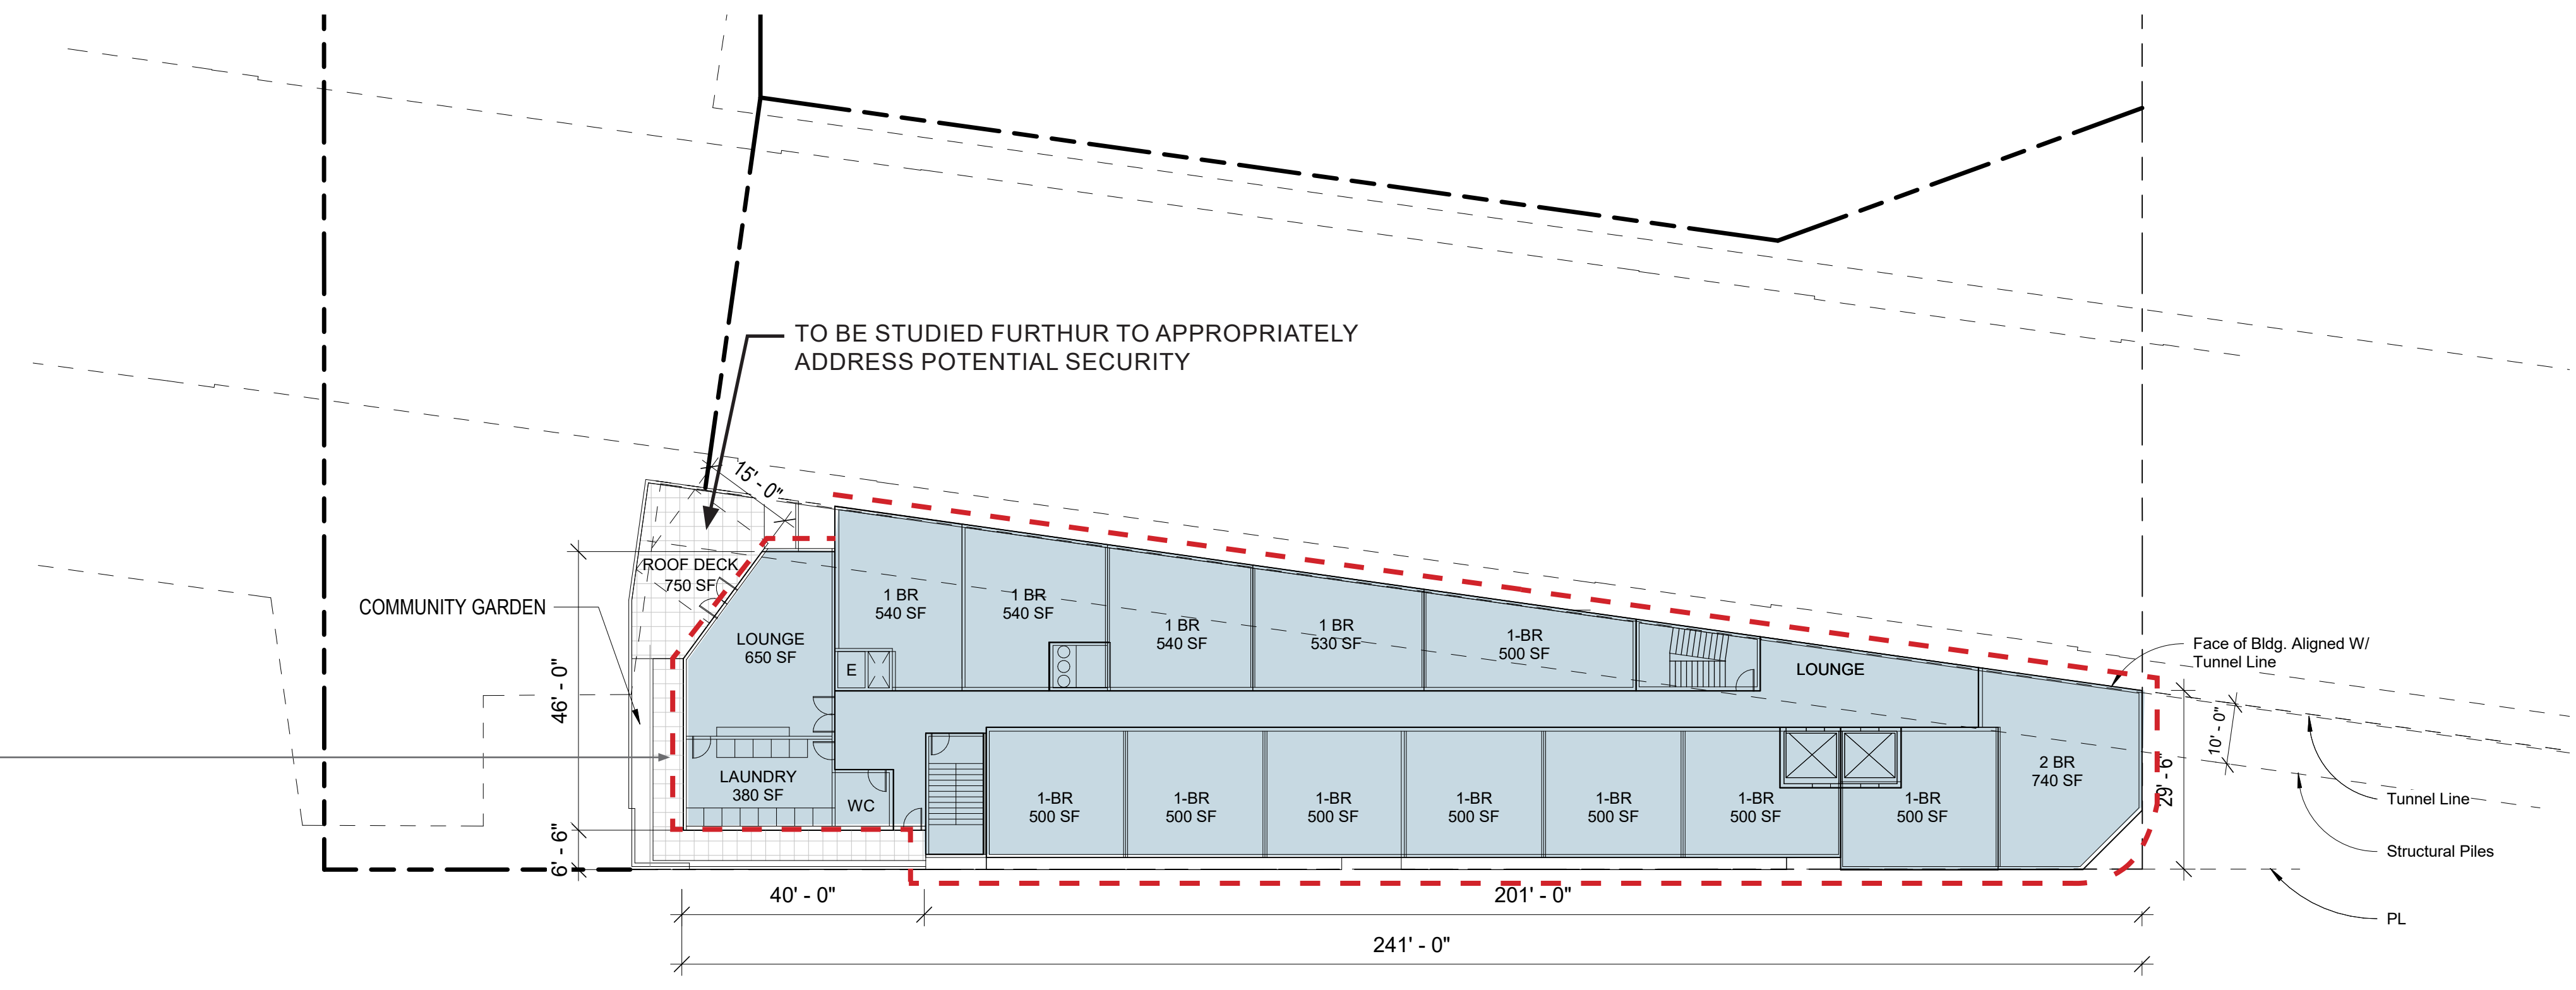 TO BE STUDIED FURTHUR TO APPROPRIATELY
ADDRESS POTENTIAL SECURITY
15' - 0"
ROOF DECK
750 SF
COMMUNITY GARDEN
LOUNGE
650 SF
1 BR
540 SF
1 BR
540 SF
1 BR
540 SF
1 BR
530 SF
1-BR
500 SF
LOUNGE
E
Face of Bldg. Aligned W/
Tunnel Line
46' - 0"
10' - 0"
29' - 6"
LAUNDRY
380 SF
WC
1-BR
500 SF
1-BR
500 SF
1-BR
500 SF
1-BR
500 SF
1-BR
500 SF
1-BR
500 SF
1-BR
500 SF
2 BR
740 SF
Tunnel Line
Structural Piles
6' - 6"
40' - 0"
201' - 0"
PL
241' - 0"